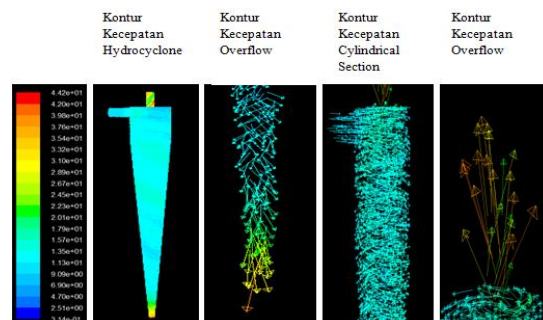 Kontur
Kecepatan
Hydrocyclone
Kontur
Kecepatan
Overflow
Kontur
Kecepatan
Cylindrical
Section
Kontur
Kecepatan
Overflow
4.42e+01
4.20e+01
3.98e+01
3.76e+01
3.54e+01
3.32e+01
3.10e+01
2.89e+01
2.67e+01
2.45e+01
2.23e+01
2.01e+01
1.79e+01
1.57e+01
1.35e+01
1.13e+01
9.09e+00
6.90e+00
4.70e+00
2.51e+00
3.14e-01